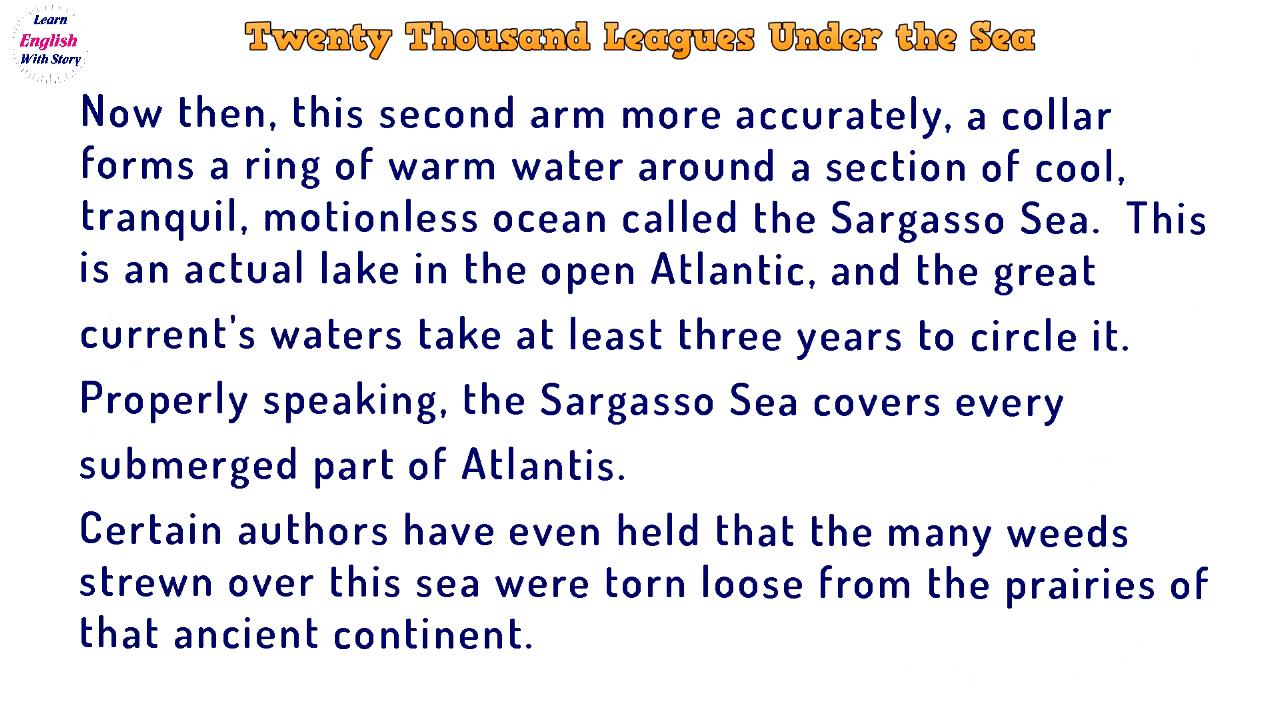 Learn
English
With Story
Twenty Thousand Leagues Under the Sea
Now then, this second arm more accurately, a collar
forms a ring of warm water around a section of cool,
tranquil, motionless ocean called the Sargasso Sea.  This
is an actual lake in the open Atlantic, and the great
current's waters take at least three years to circle it.
Properly speaking, the Sargasso Sea covers every
submerged part of Atlantis.
Certain authors have even held that the many weeds
strewn over this sea were torn loose from the prairies of
that ancient continent.